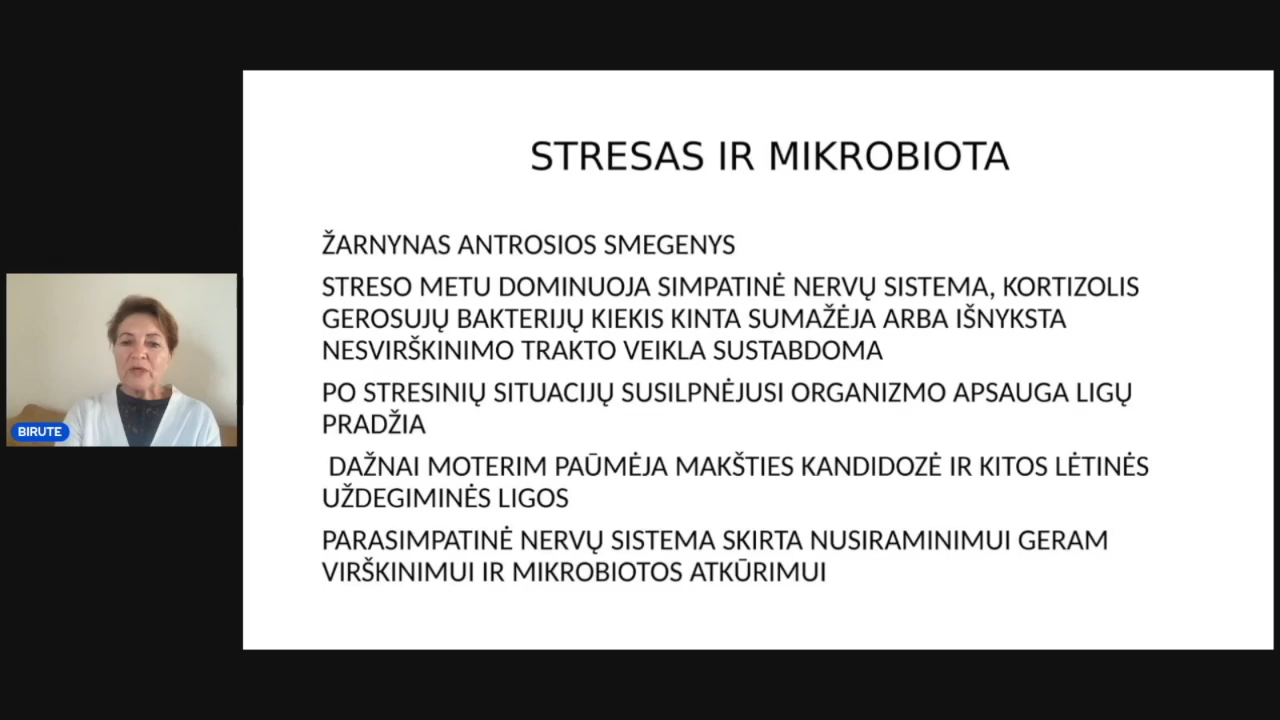 STRESAS IR MIKROBIOTA
ŽARNYNAS ANTROSIOS SMEGENYS
STRESO METU DOMINUOJA SIMPATINĖ NERVŲ SISTEMA, KORTIZOLIS
GEROSUJŲ BAKTERIJŲ KIEKIS KINTA SUMAŽĖJA ARBA IŠNYKSTA
NESVIRŠKINIMO TRAKTO VEIKLA SUSTABDOMA
PO STRESINIŲ SITUACIJŲ SUSILPNĖJUSI ORGANIZMO APSAUGA LIGŲ
PRADŽIA
DAŽNAI MOTERIM PAŪMĖJA MAKŠTIES KANDIDOZĖ IR KITOS LĖTINĖS
UŽDEGIMINĖS LIGOS
PARASIMPATINĖ NERVŲ SISTEMA SKIRTA NUSIRAMINIMUI GERAM
VIRŠKINIMUI IR MIKROBIOTOS ATKŪRIMUI
BIRUTE